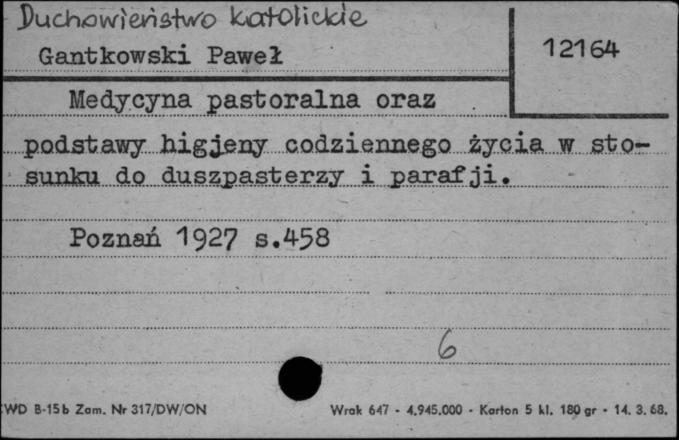 Duchowieństwo katolickie
Gantkowski Paweł
12164
Medycyna pastoralna oraz
podstawy higjeny codziennego życia w sto-
sunku do duszpasterzy i parafji.
Poznań 1927 s.458
6
WD B-15b Zam. Nr 317/DW/ON
Wrak 647 - 4.945.000 - Karton 5 kl. 180 gr - 14. 3. 68.